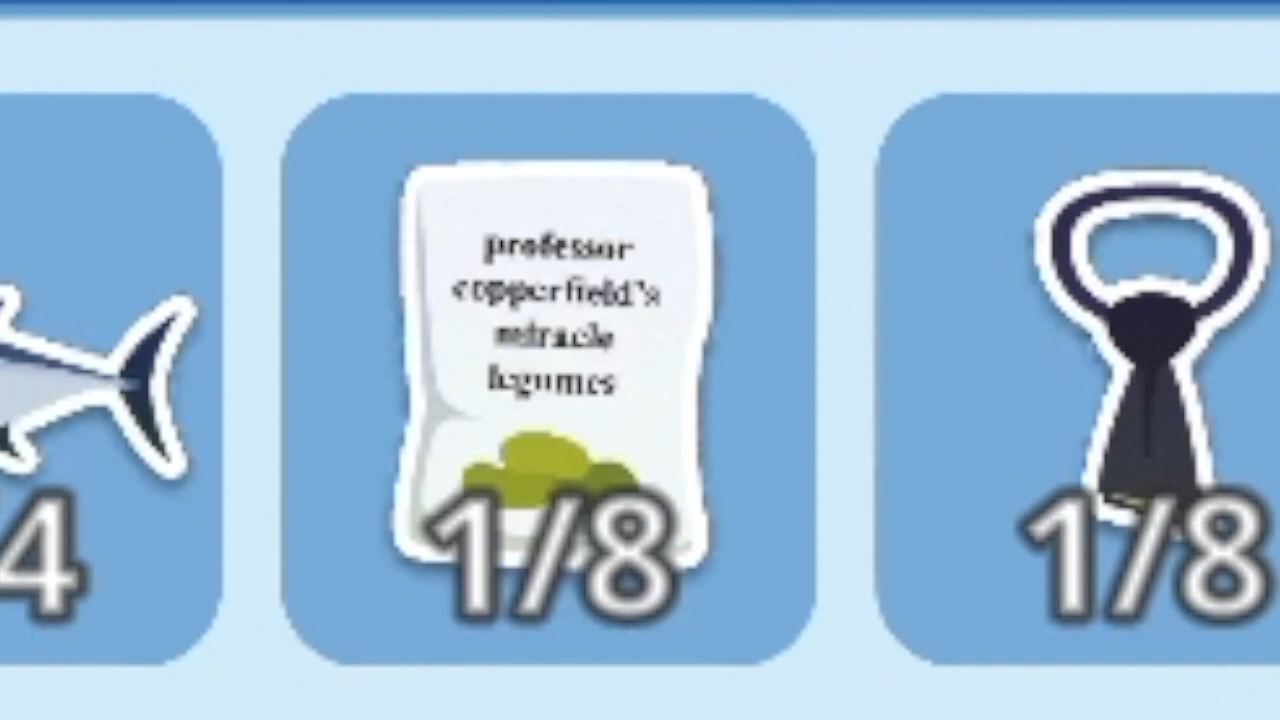 professor
copperfield's
miracle
legumes
4 1/8 1/8